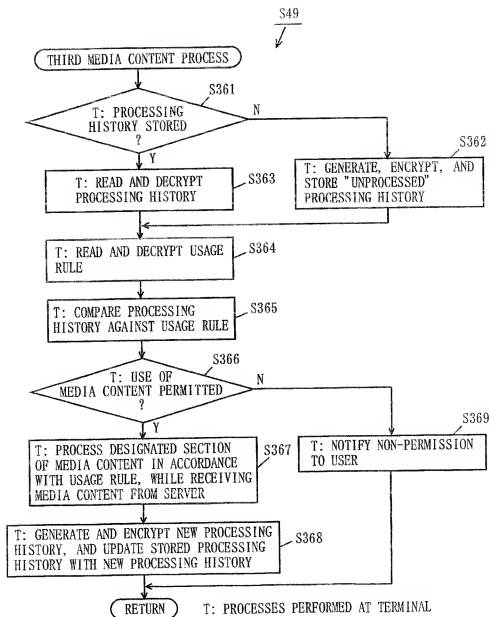 S49
THIRD MEDIA CONTENT PROCESS
S361
T: PROCESSING
HISTORY STORED
?
N
Y
S362
T: GENERATE, ENCRYPT, AND
STORE "UNPROCESSED"
PROCESSING HISTORY
S363
T: READ AND DECRYPT
PROCESSING HISTORY
S364
T: READ AND DECRYPT USAGE
RULE
S365
T: COMPARE PROCESSING
HISTORY AGAINST USAGE RULE
S366
T: USE OF
MEDIA CONTENT PERMITTED
?
N
Y
S369
T: NOTIFY NON-PERMISSION
TO USER
S367
T: PROCESS DESIGNATED SECTION
OF MEDIA CONTENT IN ACCORDANCE
WITH USAGE RULE, WHILE RECEIVING
MEDIA CONTENT FROM SERVER
S368
T: GENERATE AND ENCRYPT NEW PROCESSING
HISTORY, AND UPDATE STORED PROCESSING
HISTORY WITH NEW PROCESSING HISTORY
RETURN
T: PROCESSES PERFORMED AT TERMINAL